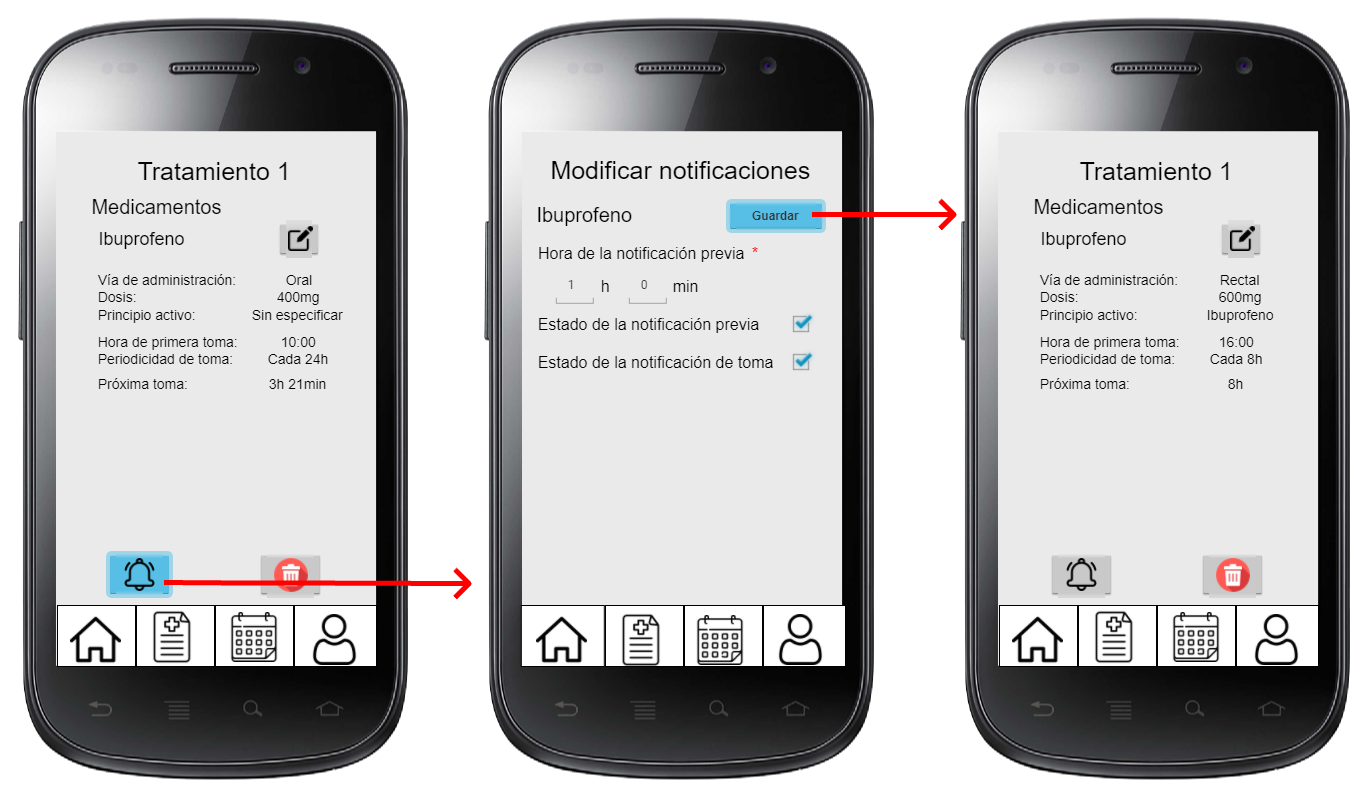 Tratamiento 1
Medicamentos
Ibuprofeno
Vía de administración: Oral
Dosis: 400mg
Principio activo: Sin especificar
Hora de primera toma: 10:00
Periodicidad de toma: Cada 24h
Próxima toma: 3h 21min
Modificar notificaciones
Ibuprofeno Guardar
Hora de la notificación previa *
1 h 0 min
Estado de la notificación previa
Estado de la notificación de toma
Tratamiento 1
Medicamentos
Ibuprofeno
Vía de administración: Rectal
Dosis: 600mg
Principio activo: Ibuprofeno
Hora de primera toma: 16:00
Periodicidad de toma: Cada 8h
Próxima toma: 8h